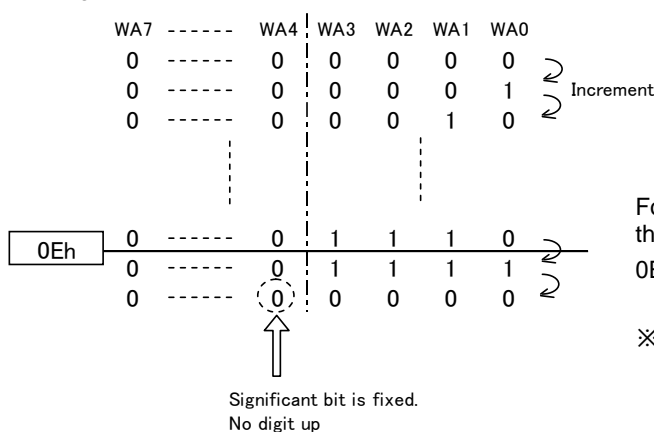 WA7 ------ WA4 WA3 WA2 WA1 WA0
0 ------ 0 0 0 0 0
0 ------ 0 0 0 0 1 Increment
0 ------ 0 0 0 1 0
0Eh 0 ------ 0 1 1 1 0
0 ------ 0 1 1 1 1
0 ------ 0 0 0 0 0
Significant bit is fixed.
No digit up
Fo
th
0E
※